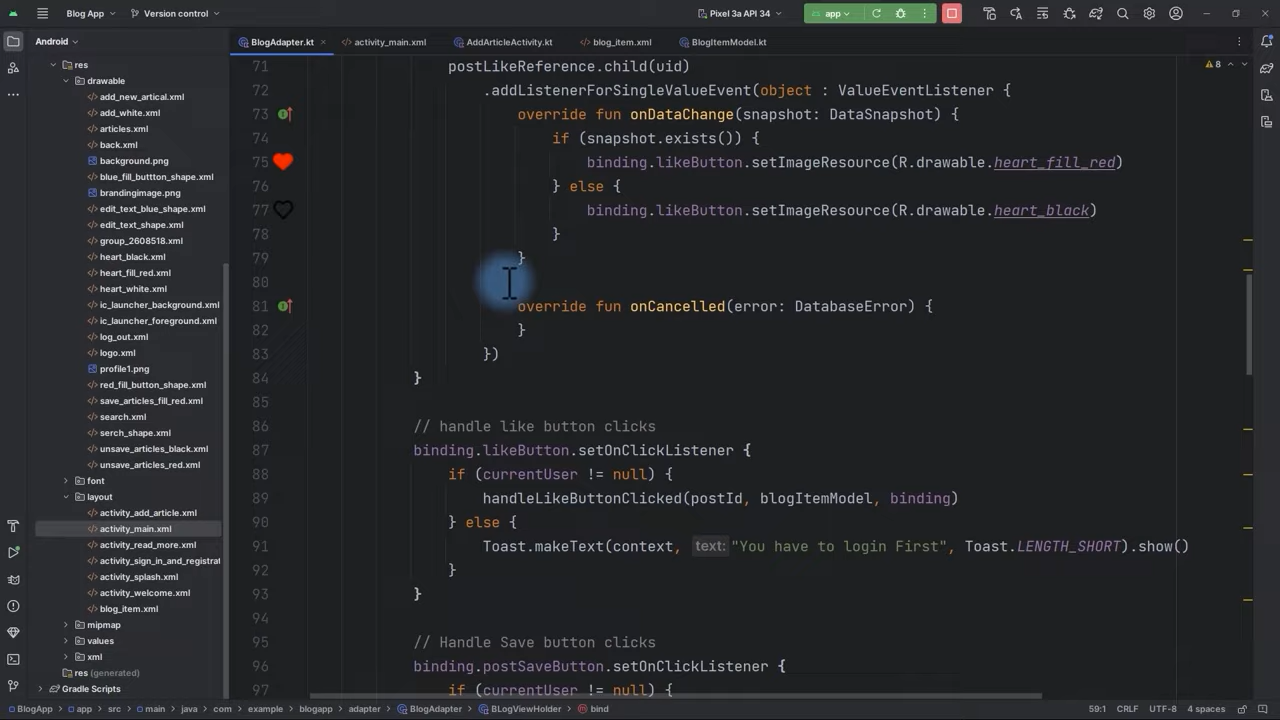 Blog App
Version control
Pixel 3a API 34
app
Android
BlogAdapter.kt
activity_main.xml
AddArticleActivity.kt
blog_item.xml
BlogItemModel.kt
8
res
drawable
add_new_artical.xml
add_white.xml
articles.xml
back.xml
background.png
blue_fill_buttton_shape.xml
brandingimage.png
edit_text_blue_shape.xml
edit_text_shape.xml
group_2608518.xml
heart_black.xml
heart_fill_red.xml
heart_white.xml
ic_launcher_background.xml
ic_launcher_foreground.xml
log_out.xml
logo.xml
profile1.png
red_fill_button_shape.xml
save_articles_fill_red.xml
search.xml
serch_shape.xml
unsave_articles_black.xml
unsave_articles_red.xml
font
layout
activity_add_article.xml
activity_main.xml
activity_read_more.xml
activity_sign_in_and_registrat
activity_splash.xml
activity_welcome.xml
blog_item.xml
mipmap
values
xml
res (generated)
Gradle Scripts
71 postLikeReference.child(uid)
72 .addListenerForSingleValueEvent(object : ValueEventListener {
73 override fun onDataChange(snapshot: DataSnapshot) {
74 if (snapshot.exists()) {
75 binding.likeButton.setImageResource(R.drawable.heart_fill_red)
76 } else {
77 binding.likeButton.setImageResource(R.drawable.heart_black)
78 }
79 }
80
81 override fun onCancelled(error: DatabaseError) {
82 }
83 })
84 }
85
86 // handle like button clicks
87 binding.likeButton.setOnClickListener {
88 if (currentUser != null) {
89 handleLikeButtonClicked(postId, blogItemModel, binding)
90 } else {
91 Toast.makeText(context, text: "You have to login First", Toast.LENGTH_SHORT).show()
92 }
93 }
94
95 // Handle Save button clicks
96 binding.postSaveButton.setOnClickListener {
97 if (currentUser != null) {
BlogApp > app > src > main > java > com > example > blogapp > adapter > BlogAdapter > BLogViewHolder > bind
59:1 CRLF UTF-8 4 spaces